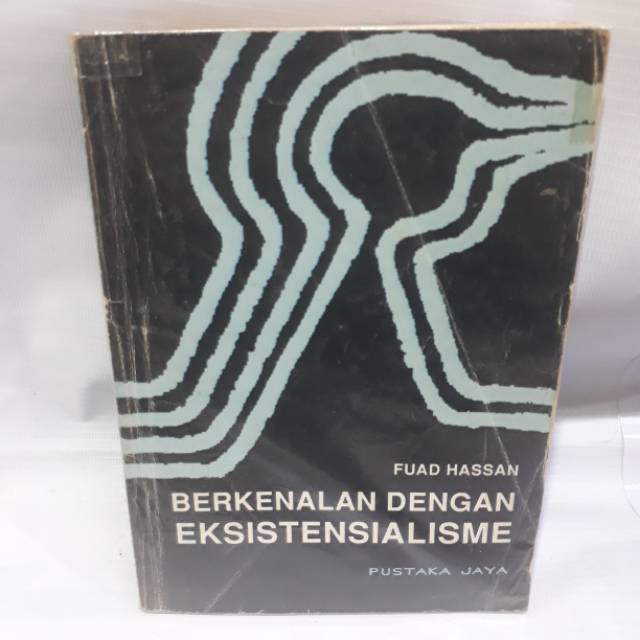 FUAD HASSAN
BERKENALAN DENGAN
EKSISTENSIALISME
PUSTAKA JAYA